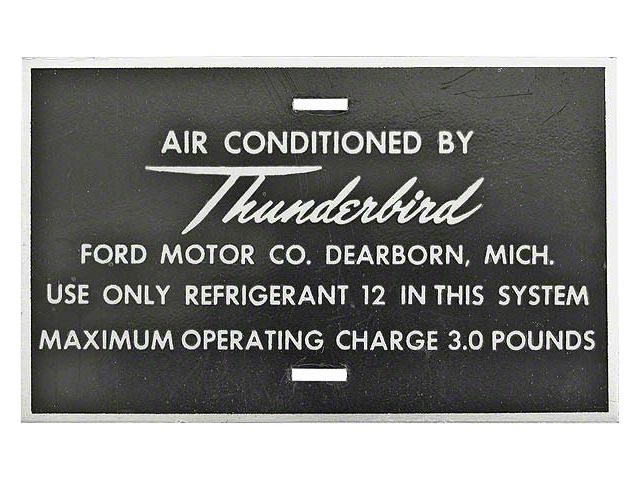 AIR CONDITIONED BY
Thunderbird
FORD MOTOR CO. DEARBORN, MICH.
USE ONLY REFRIGERANT 12 IN THIS SYSTEM
MAXIMUM OPERATING CHARGE 3.0 POUNDS